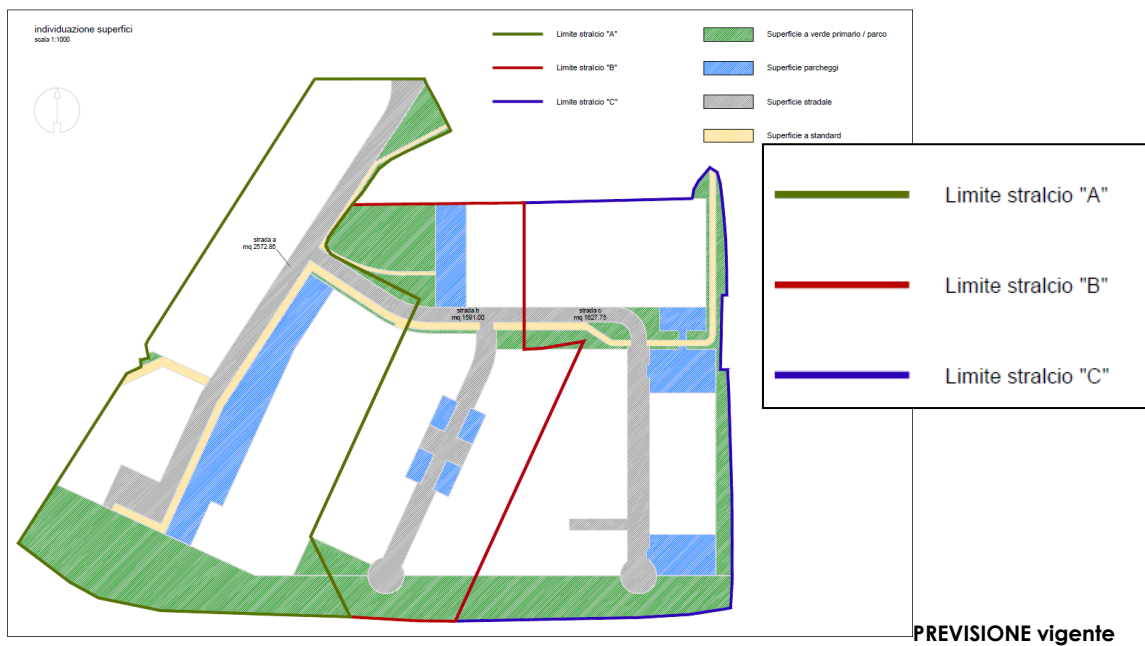 individuazione superfici
scala 1:1000
Limite stralcio "A"
Limite stralcio "B"
Limite stralcio "C"
Superficie a verde primario / parco
Superficie parcheggi
Superficie stradale
Superficie a standard
Limite stralcio "A"
Limite stralcio "B"
Limite stralcio "C"
strada a
mq 2572.85
strada b
mq 1591.00
strada c
mq 1627.75
PREVISIONE vigente